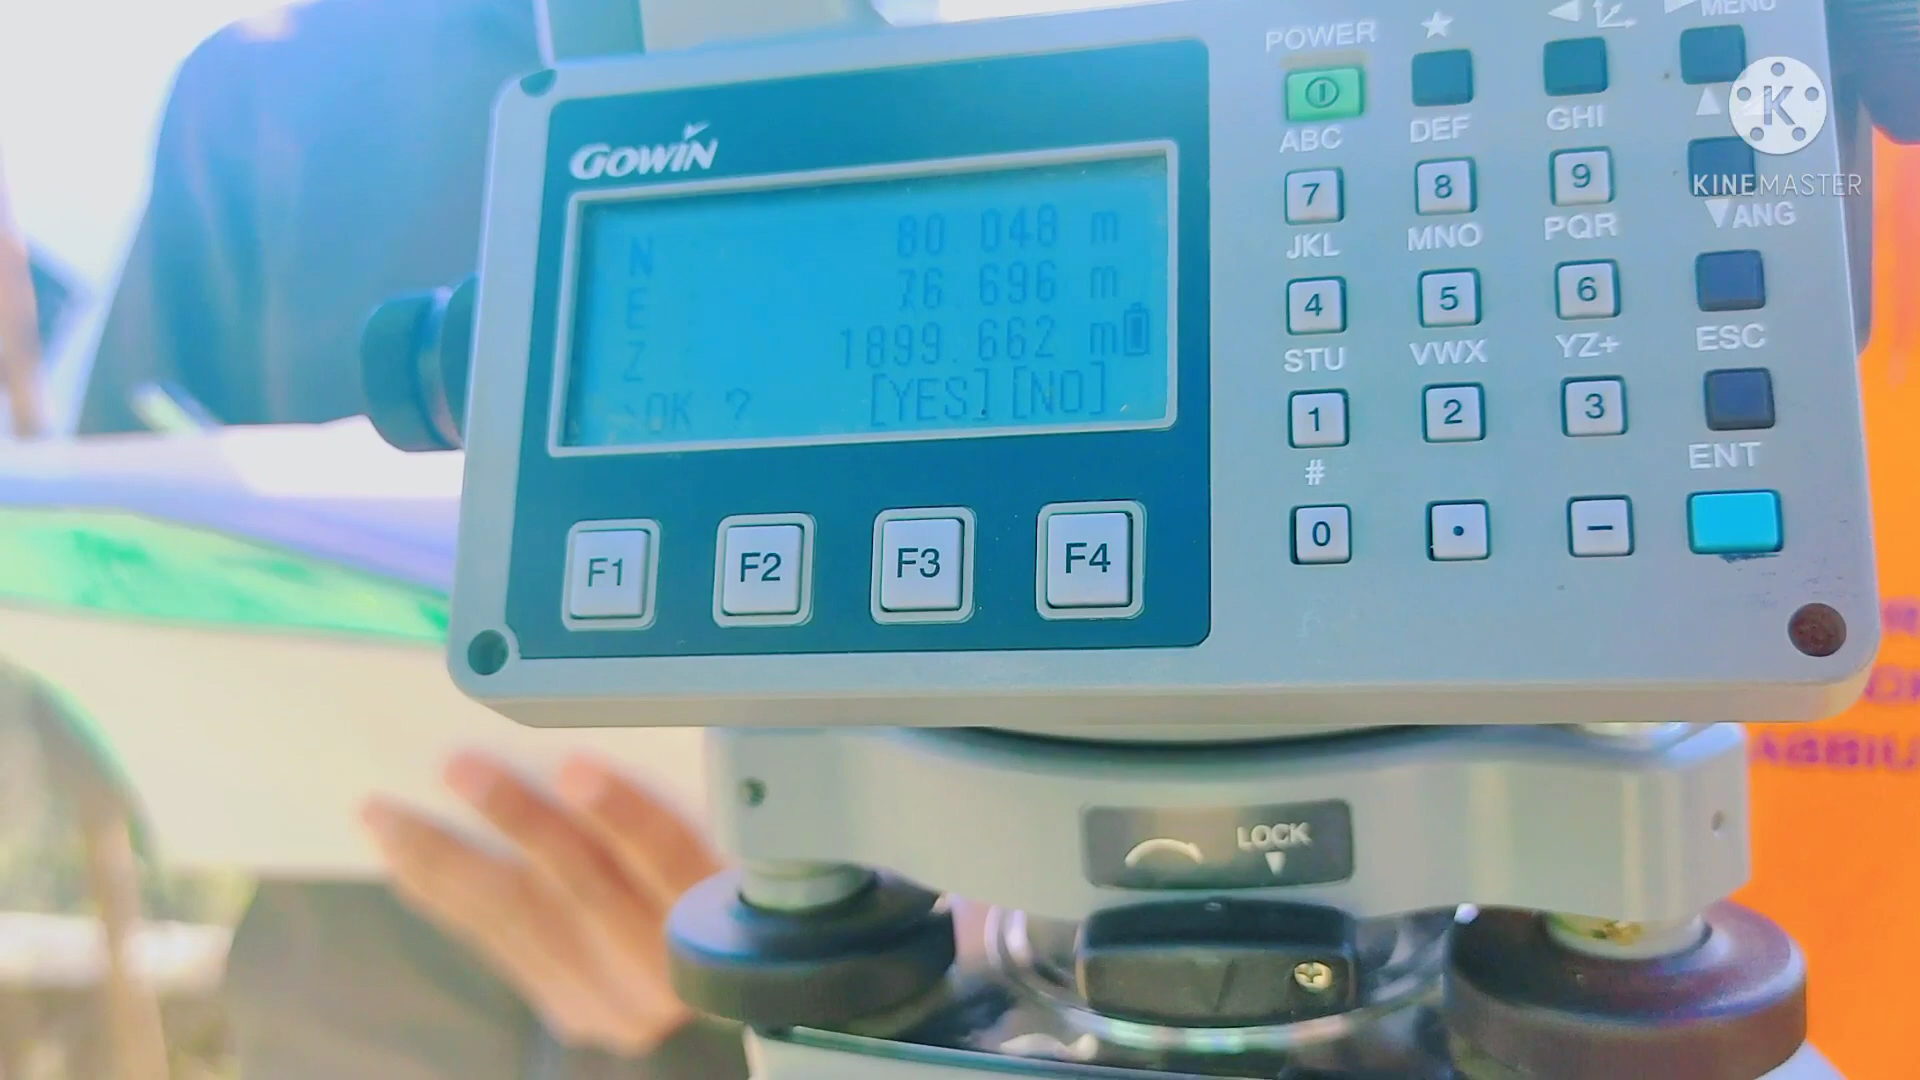 GOWIN
N 80.048 m
E 76.696 m
Z 1899.662 m
>OK ? [YES] [NO]
F1 F2 F3 F4
POWER ★ ◀ ▶ MENU
ABC DEF GHI ▲
7 8 9
JKL MNO PQR ▼ANG
4 5 6
STU VWX YZ+ ESC
1 2 3
# ENT
0 . −
LOCK
▼
K
KINEMASTER